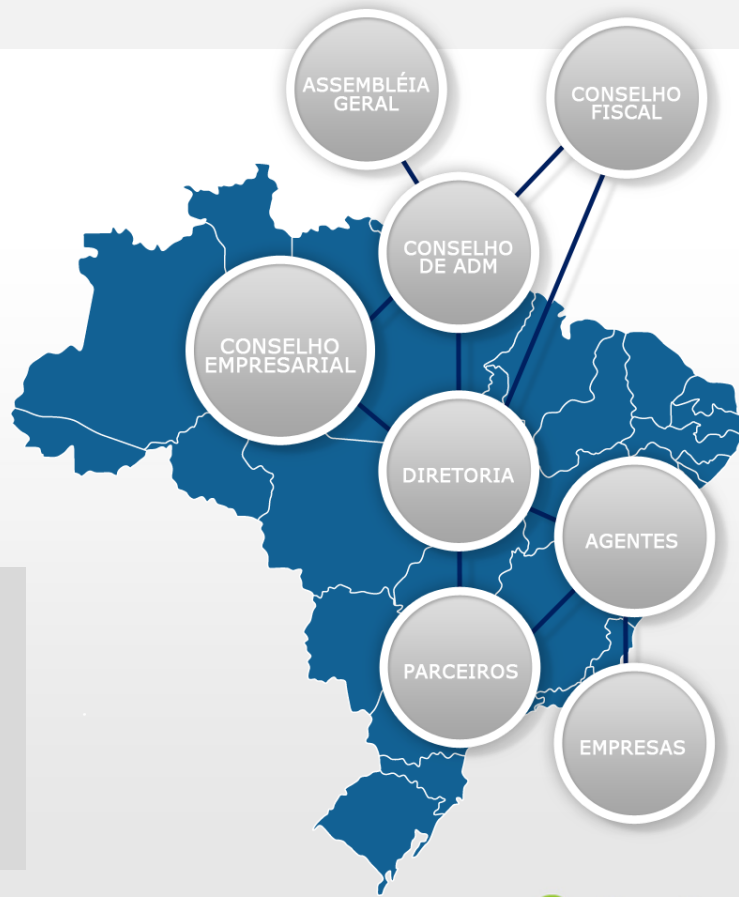 ASSEMBLÉIA
GERAL
CONSELHO
FISCAL
CONSELHO
DE ADM
CONSELHO
EMPRESARIAL
DIRETORIA
AGENTES
PARCEIROS
EMPRESAS